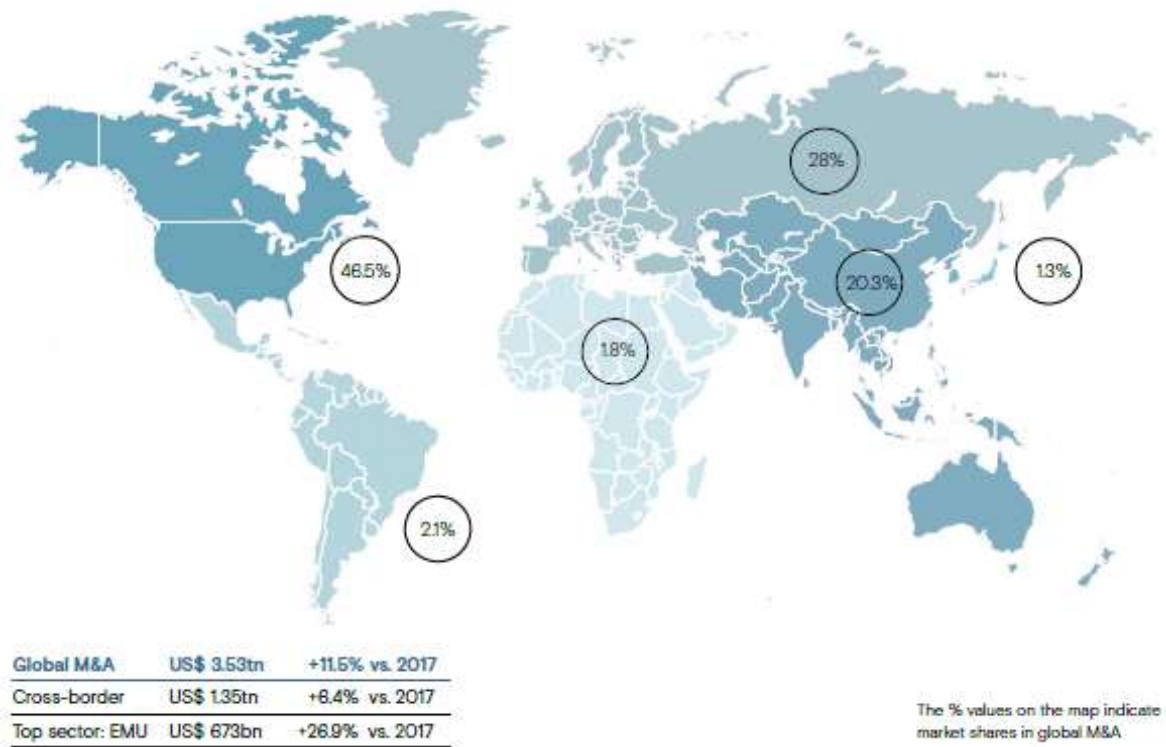 28%
46.5%
20.3%
1.3%
1.8%
2.1%
Global M&A US$ 3.53tn +11.5% vs. 2017
Cross-border US$ 1.35tn +6.4% vs. 2017
Top sector: EMU US$ 673bn +26.9% vs. 2017
The % values on the map indicate
market shares in global M&A